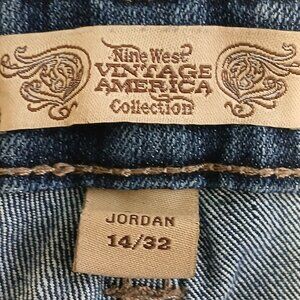 Nine West
VINTAGE
AMERICA
Collection
JORDAN
14/32